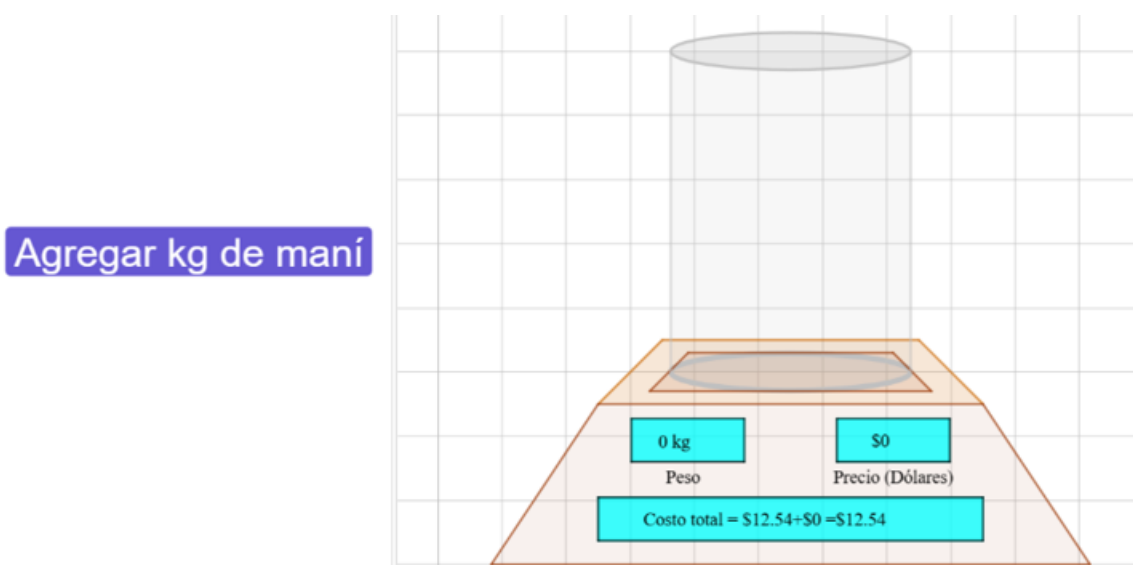 Agregar kg de maní
0 kg
$0
Peso
Precio (Dólares)
Costo total = $12.54+$0 =$12.54